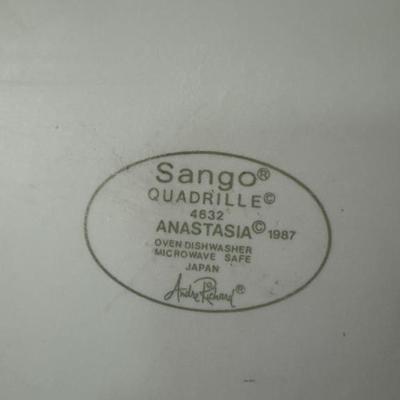 Sango®
QUADRILLE©
4632
ANASTASIA© 1987
OVEN DISHWASHER
MICROWAVE SAFE
JAPAN
Andre Richard®